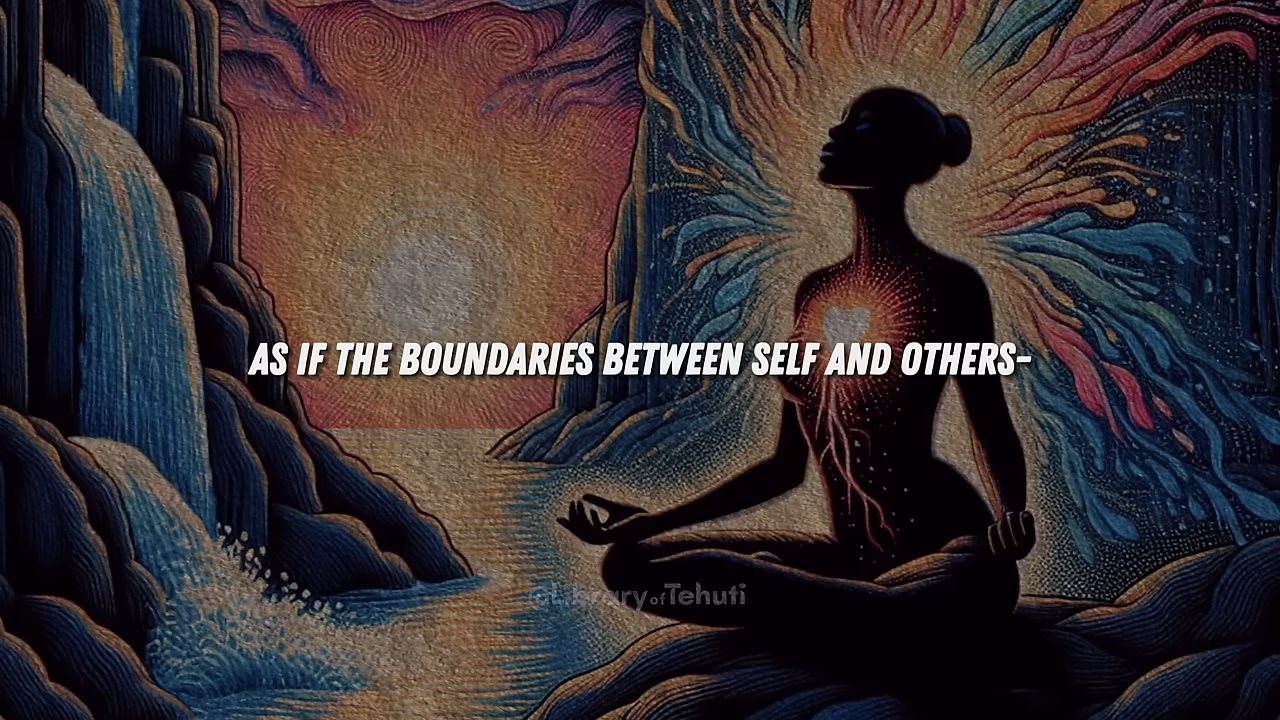 AS IF THE BOUNDARIES BETWEEN SELF AND OTHERS-
@LibraryofTehuti